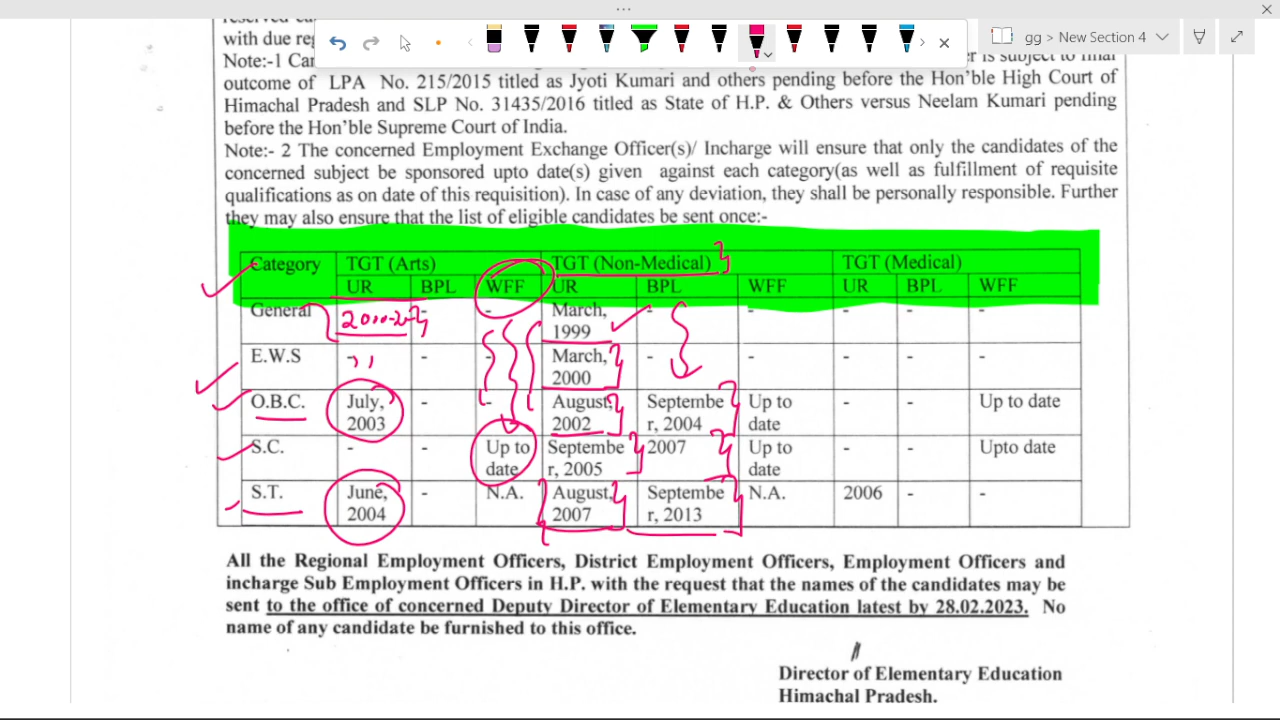 gg > New Section 4
with due
Note:-1
is subject to final
outcome of LPA No. 215/2015 titled as Jyoti Kumari and others pending before the Hon'ble High Court of
Himachal Pradesh and SLP No. 31435/2016 titled as State of H.P. & Others versus Neelam Kumari pending
before the Hon'ble Supreme Court of India.
Note:- 2 The concerned Employment Exchange Officer(s)/ Incharge will ensure that only the candidates of the
concerned subject be sponsored upto date(s) given against each category(as well as fulfillment of requisite
qualifications as on date of this requisition). In case of any deviation, they shall be personally responsible. Further
they may also ensure that the list of eligible candidates be sent once:-
Category TGT (Arts) TGT (Non-Medical) TGT (Medical)
UR BPL WFF UR BPL WFF UR BPL WFF
General - - March, 1999 - - - - -
E.W.S - - - March, 2000 - - - - -
O.B.C. July, 2003 - - August, 2002 September, 2004 Up to date - - Up to date
S.C. - - Up to date September, 2005 2007 Up to date - - Upto date
S.T. June, 2004 - N.A. August, 2007 September, 2013 N.A. 2006 - -
All the Regional Employment Officers, District Employment Officers, Employment Officers and
incharge Sub Employment Officers in H.P. with the request that the names of the candidates may be
sent to the office of concerned Deputy Director of Elementary Education latest by 28.02.2023. No
name of any candidate be furnished to this office.
Director of Elementary Education
Himachal Pradesh.